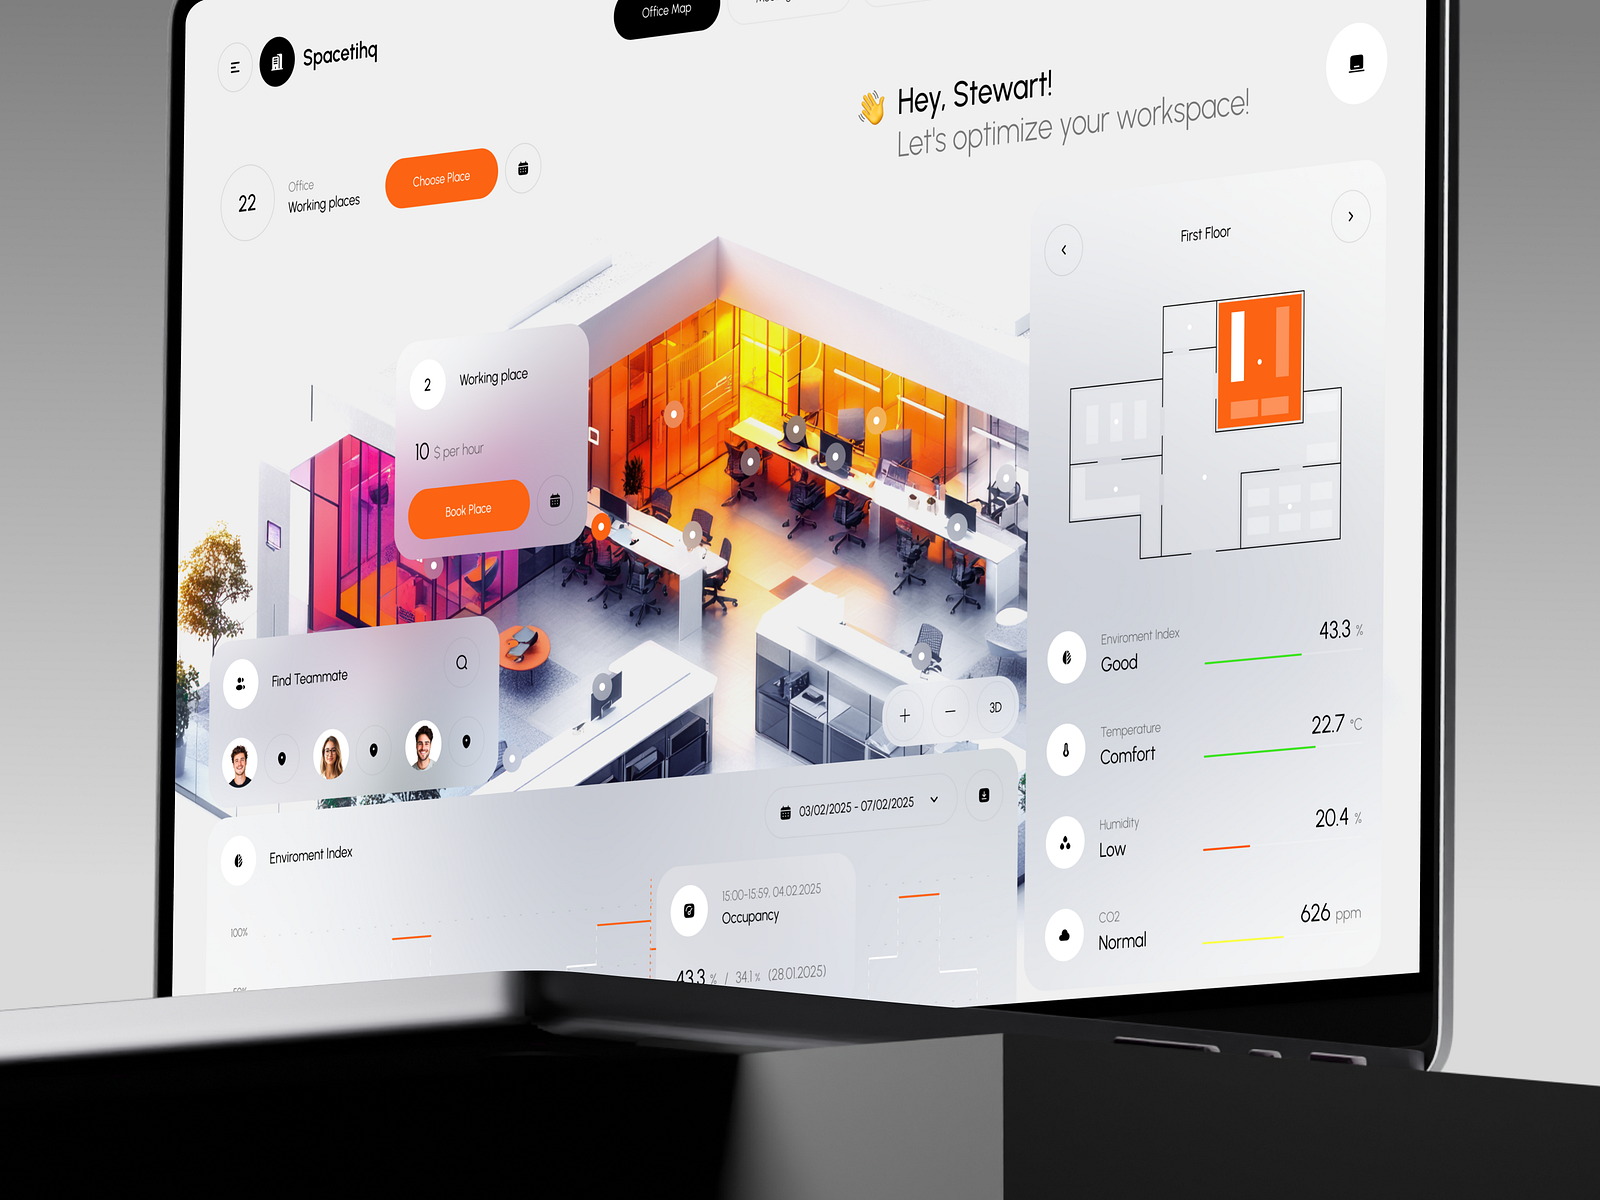 Office Map
Spacetihq
Hey, Stewart!
Let's optimize your workspace!
22
Office
Working places
Choose Place
First Floor
2
Working place
10 $ per hour
Book Place
Find Teammate
+
−
3D
Enviroment Index
Good
43.3 %
Temperature
Comfort
22.7 °C
Humidity
Low
20.4 %
CO2
Normal
626 ppm
03/02/2025 - 07/02/2025
Enviroment Index
15:00-15:59, 04.02.2025
Occupancy
100%
43.3 % / 34.1 % (28.01.2025)